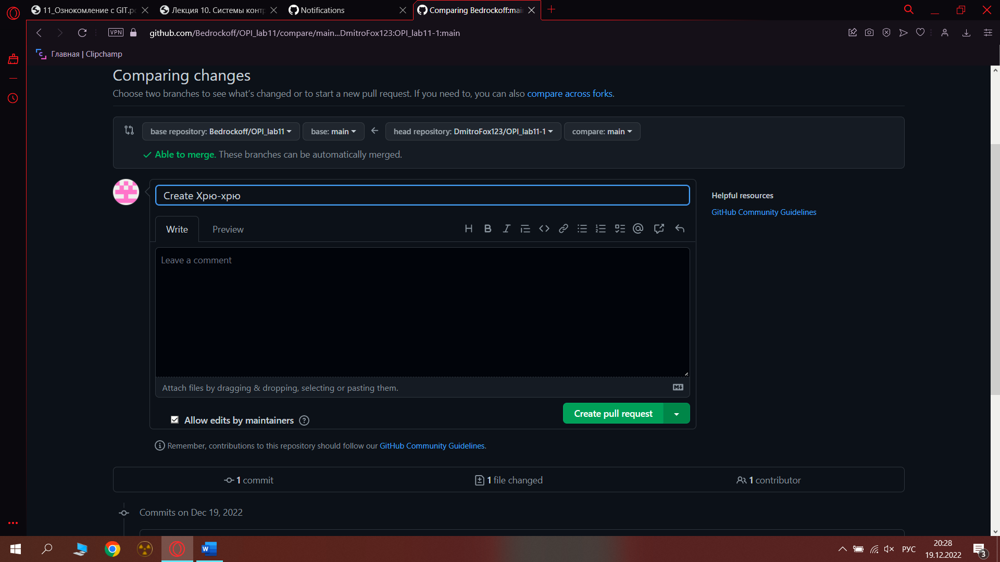 11_Ознокомление с GIT.pd
Лекция 10. Системы контр
Notifications
Comparing Bedrockoff:mai
VPN
github.com/Bedrockoff/OPI_lab11/compare/main...DmitroFox123:OPI_lab11-1:main
Главная | Clipchamp
Comparing changes
Choose two branches to see what's changed or to start a new pull request. If you need to, you can also compare across forks.
base repository: Bedrockoff/OPI_lab11
base: main
head repository: DmitroFox123/OPI_lab11-1
compare: main
Able to merge. These branches can be automatically merged.
Create Хрю-хрю
Helpful resources
GitHub Community Guidelines
Write
Preview
Leave a comment
Attach files by dragging & dropping, selecting or pasting them.
Allow edits by maintainers
Create pull request
Remember, contributions to this repository should follow our GitHub Community Guidelines.
1 commit
1 file changed
1 contributor
Commits on Dec 19, 2022
РУС
20:28
19.12.2022
3